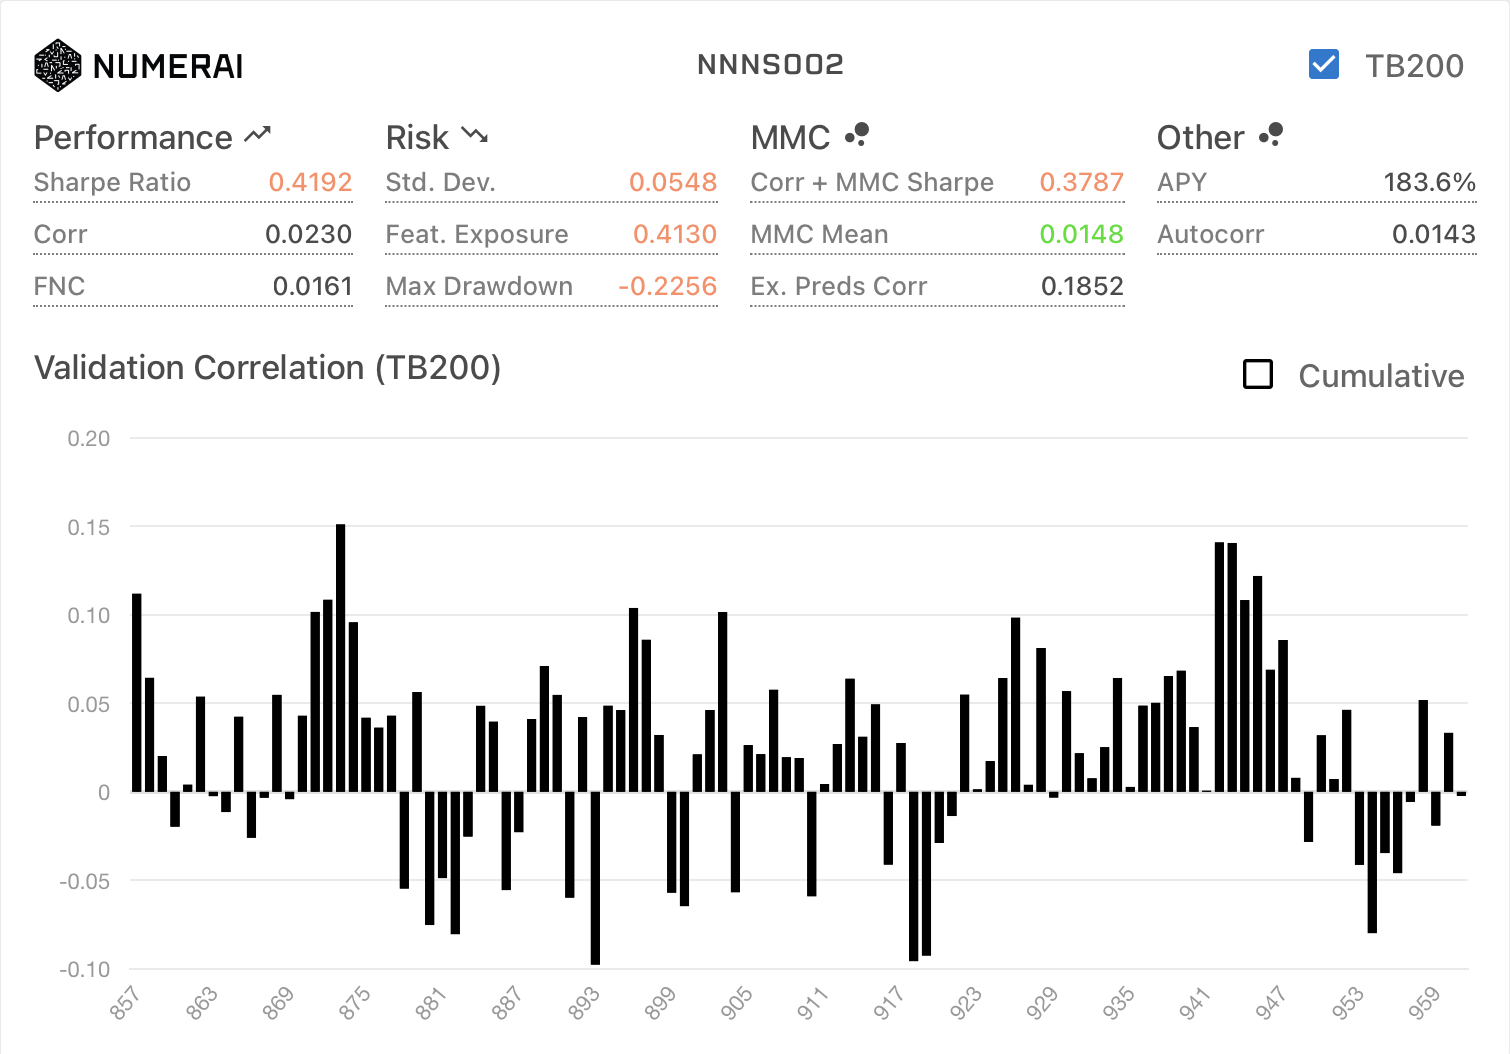 NUMERAI NNNS002 TB200
Performance Risk MMC Other
Sharpe Ratio 0.4192 Std. Dev. 0.0548 Corr + MMC Sharpe 0.3787 APY 183.6%
Corr 0.0230 Feat. Exposure 0.4130 MMC Mean 0.0148 Autocorr 0.0143
FNC 0.0161 Max Drawdown -0.2256 Ex. Preds Corr 0.1852
Validation Correlation (TB200) Cumulative
0.20
0.15
0.10
0.05
0
-0.05
-0.10
857 863 869 875 881 887 893 899 905 911 917 923 929 935 941 947 953 959